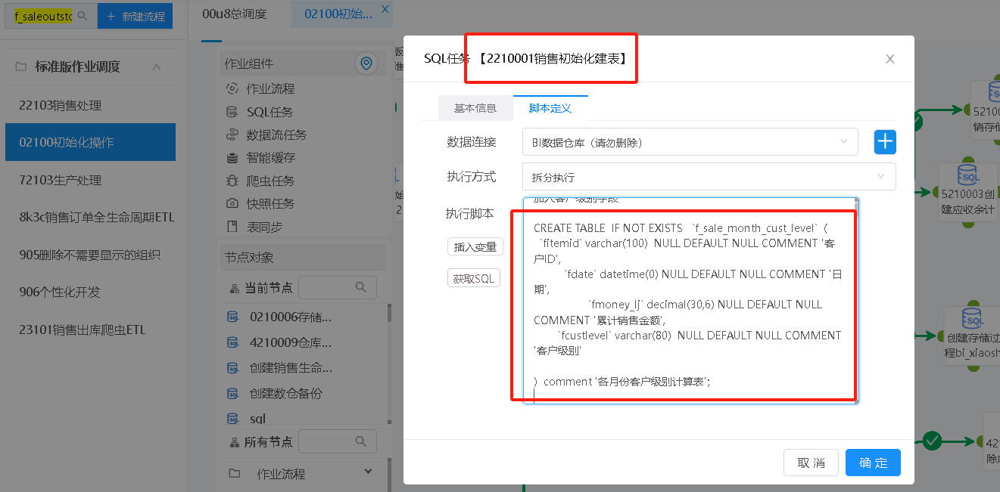 f_saleoutsto
新建流程
00u8总调度
02100初始...
标准版作业调度
22103销售处理
02100初始化操作
72103生产处理
8k3c销售订单全生命周期ETL
905删除不需要显示的组织
906个性化开发
23101销售出库爬虫ETL
作业组件
作业流程
SQL任务
数据流任务
智能缓存
爬虫任务
快照任务
表同步
节点对象
当前节点
0210006存储...
4210009仓库...
创建销售生命...
创建数仓备份
sql
所有节点
作业流程
SQL任务 【2210001销售初始化建表】
基本信息
脚本定义
数据连接
BI数据仓库（请勿删除）
执行方式
拆分执行
执行脚本
插入变量
获取SQL
加入客户级别字段
CREATE TABLE  IF NOT EXISTS   `f_sale_month_cust_level`  (
`fitemid` varchar(100)  NULL DEFAULT NULL COMMENT '客
户ID',
`fdate` datetime(0) NULL DEFAULT NULL COMMENT '日
期',
`fmoney_lj` decimal(30,6) NULL DEFAULT NULL
COMMENT '累计销售金额',
`fcustlevel` varchar(80)  NULL DEFAULT NULL COMMENT
'客户级别'
)  comment '各月份客户级别计算表';
取 消
确 定
52100
销存储
SQL
5210003创
建应收余计
SQL
创建存储过
程bi_xiaosh
421